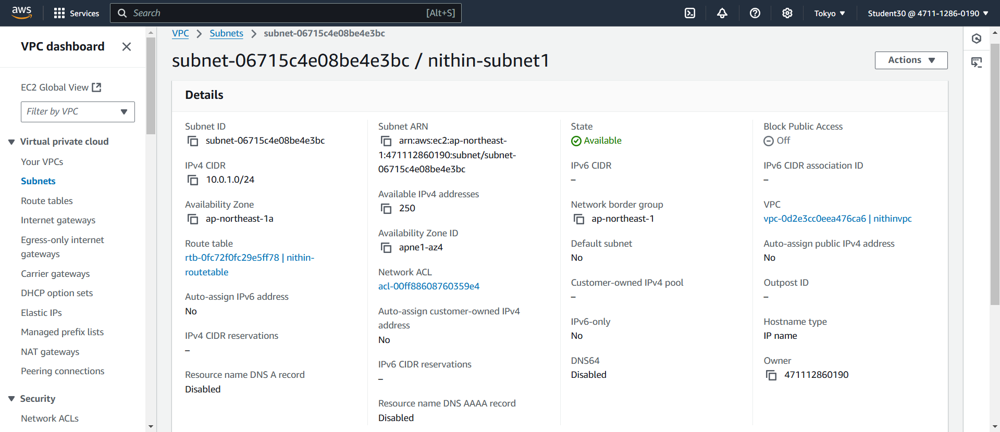 aws
Services
Search
[Alt+S]
Tokyo
Student30 @ 4711-1286-0190
VPC dashboard
EC2 Global View
Filter by VPC
Virtual private cloud
Your VPCs
Subnets
Route tables
Internet gateways
Egress-only internet
gateways
Carrier gateways
DHCP option sets
Elastic IPs
Managed prefix lists
NAT gateways
Peering connections
Security
Network ACLs
VPC
Subnets
subnet-06715c4e08be4e3bc
subnet-06715c4e08be4e3bc / nithin-subnet1
Actions
Details
Subnet ID
subnet-06715c4e08be4e3bc
IPv4 CIDR
10.0.1.0/24
Availability Zone
ap-northeast-1a
Route table
rtb-0fc72f0fc29e5ff78 | nithin-
routetable
Auto-assign IPv6 address
No
IPv4 CIDR reservations
–
Resource name DNS A record
Disabled
Subnet ARN
arn:aws:ec2:ap-northeast-
1:471112860190:subnet/subnet-
06715c4e08be4e3bc
Available IPv4 addresses
250
Availability Zone ID
apne1-az4
Network ACL
acl-00ff88608760359e4
Auto-assign customer-owned IPv4
address
No
IPv6 CIDR reservations
–
Resource name DNS AAAA record
Disabled
State
Available
IPv6 CIDR
–
Network border group
ap-northeast-1
Default subnet
No
Customer-owned IPv4 pool
–
IPv6-only
No
DNS64
Disabled
Block Public Access
Off
IPv6 CIDR association ID
–
VPC
vpc-0d2e3cc0eea476ca6 | nithinvpc
Auto-assign public IPv4 address
No
Outpost ID
–
Hostname type
IP name
Owner
471112860190